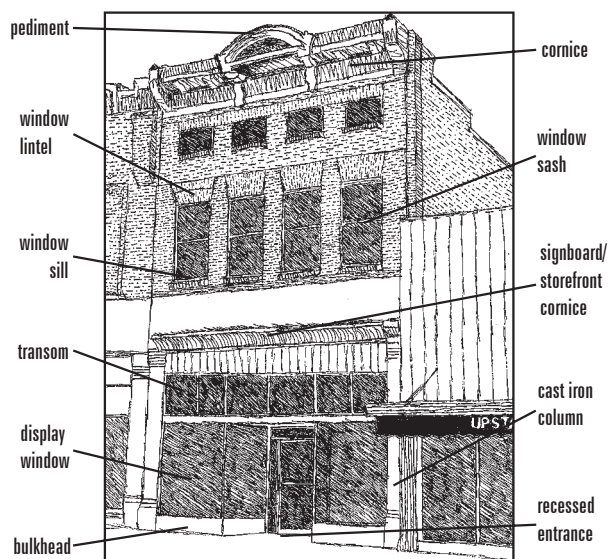 pediment
cornice
window
lintel
window
sash
window
sill
signboard/
storefront
cornice
transom
cast iron
column
UPST
display
window
recessed
entrance
bulkhead